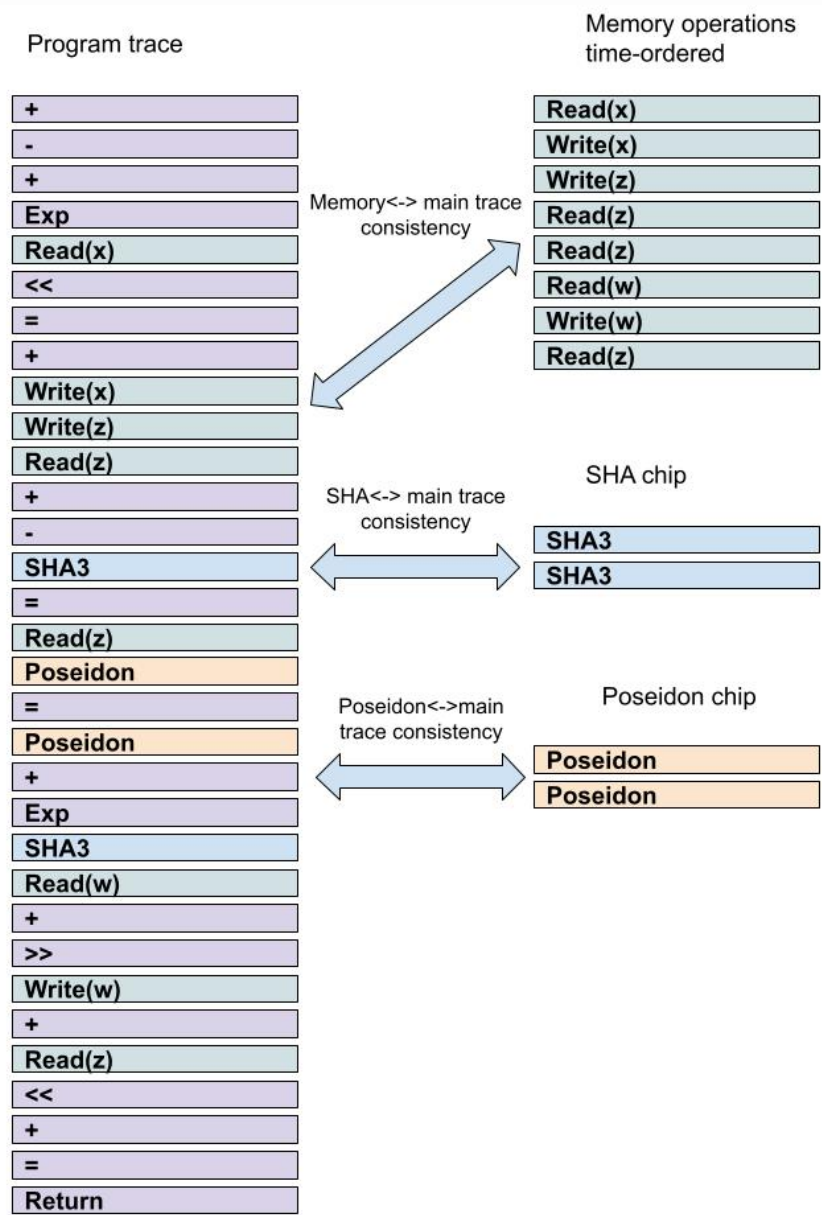 Program trace
+
-
+
Exp
Read(x)
<<
=
+
Write(x)
Write(z)
Read(z)
+
-
SHA3
=
Read(z)
Poseidon
=
Poseidon
+
Exp
SHA3
Read(w)
+
>>
Write(w)
+
Read(z)
<<
+
=
Return
Memory<-> main trace
consistency
SHA<-> main trace
consistency
Poseidon<->main
trace consistency
Memory operations
time-ordered
Read(x)
Write(x)
Write(z)
Read(z)
Read(z)
Read(w)
Write(w)
Read(z)
SHA chip
SHA3
SHA3
Poseidon chip
Poseidon
Poseidon